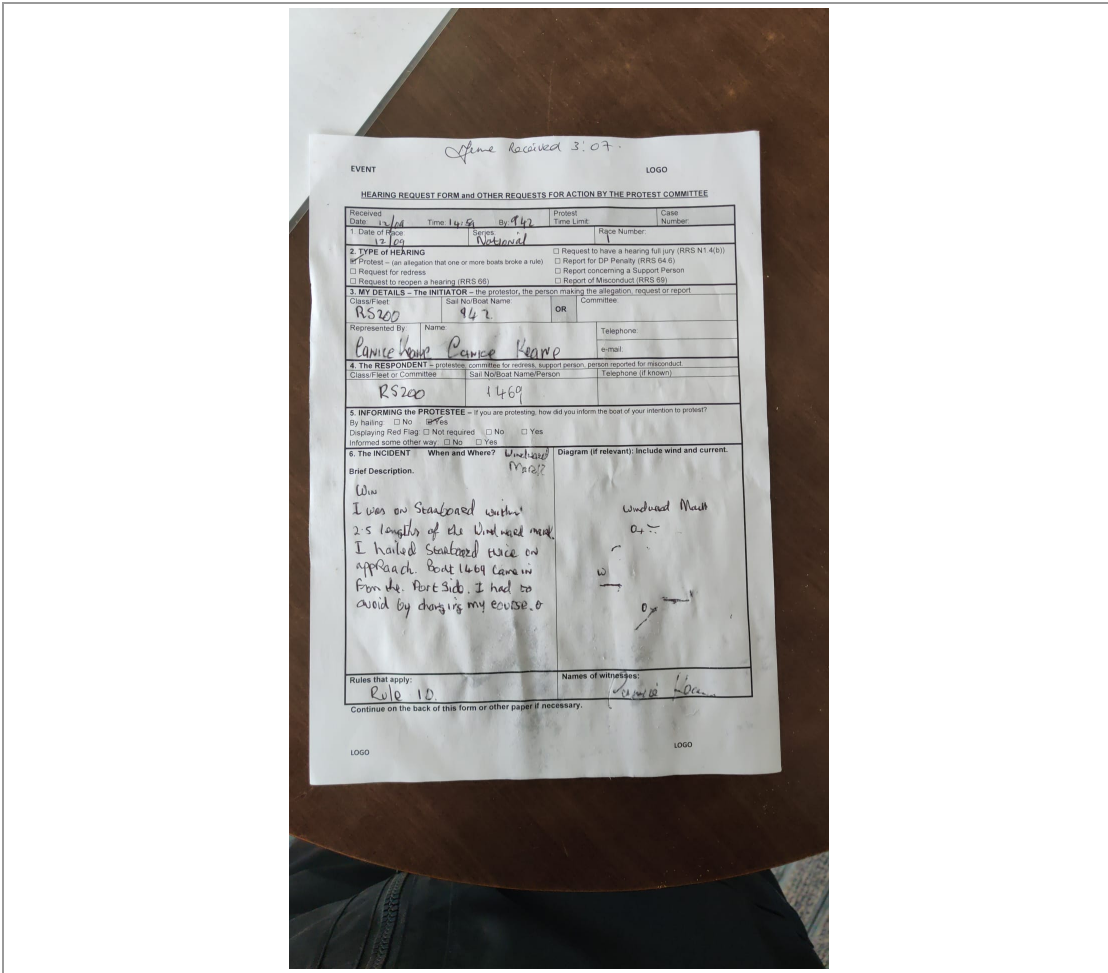 Time Received 3:07.
EVENT LOGO
HEARING REQUEST FORM and OTHER REQUESTS FOR ACTION BY THE PROTEST COMMITTEE
Received
Date: 12/09 Time: 14:59 By: 942 Protest Time Limit: Case Number:
1. Date of Race 12/09 Series National Race Number: 1
2. TYPE of HEARING
Protest – (an allegation that one or more boats broke a rule)
Request for redress
Request to reopen a hearing (RRS 66)
Request to have a hearing full jury (RRS N1.4(b))
Report for DP Penalty (RRS 64.6)
Report concerning a Support Person
Report of Misconduct (RRS 69)
3. MY DETAILS – The INITIATOR – the protestor, the person making the allegation, request or report
Class/Fleet: Sail No/Boat Name: OR Committee:
RS200 942
Represented By: Name: Telephone:
Canice Keane e-mail:
4. The RESPONDENT – protestee, committee for redress, support person, person reported for misconduct.
Class/Fleet or Committee Sail No/Boat Name/Person Telephone (if known)
RS200 1469
5. INFORMING the PROTESTEE – If you are protesting, how did you inform the boat of your intention to protest?
By hailing: No Yes
Displaying Red Flag: Not required No Yes
Informed some other way: No Yes
6. The INCIDENT When and Where? Windward Mark
Brief Description.
Diagram (if relevant): Include wind and current.
Win
I was on Starboard within
2.5 lengths of the Windward mark.
I hailed Starboard twice on
appRoach. Boat 1469 came in
from the Port Side. I had to
avoid by changing my course.
Windward Mark
W
Rules that apply:
Rule 10.
Names of witnesses:
Continue on the back of this form or other paper if necessary.
LOGO LOGO